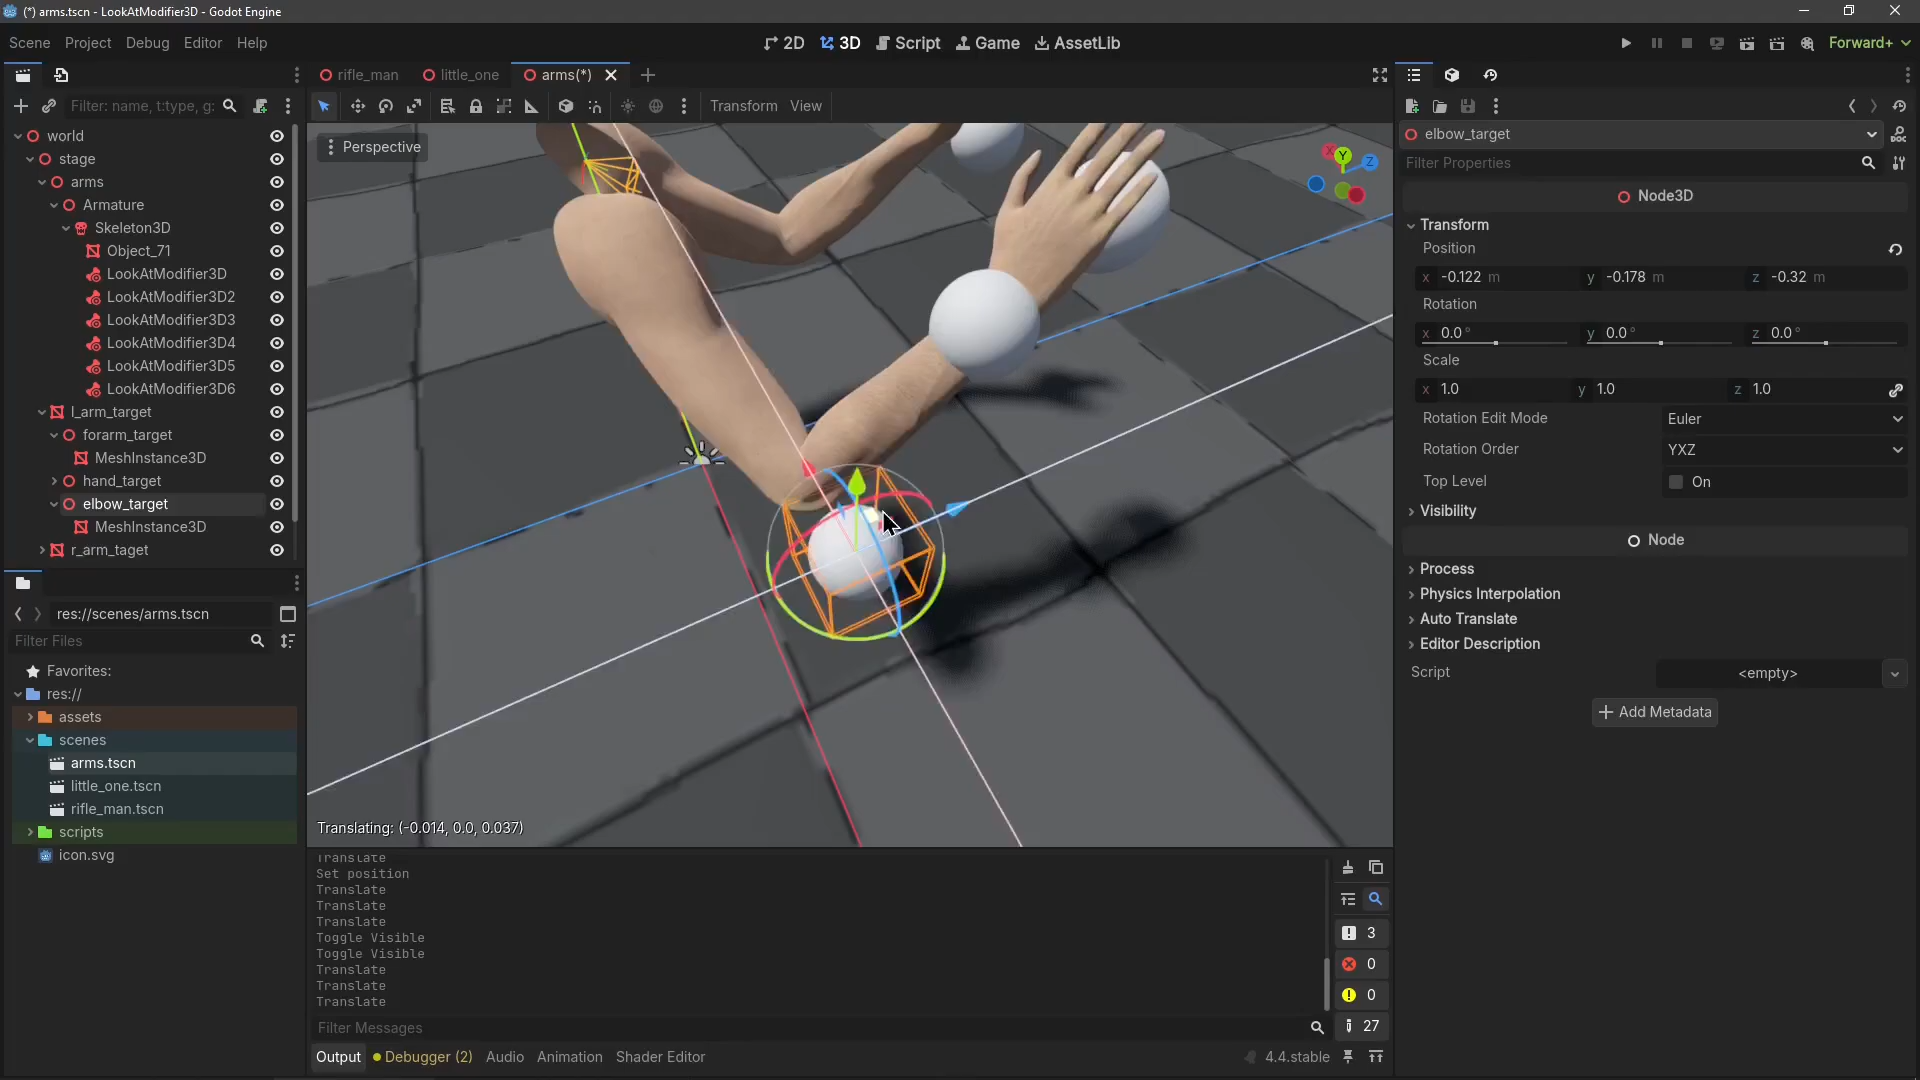 (*) arms.tscn - LookAtModifier3D - Godot Engine
Scene Project Debug Editor Help
2D 3D Script Game AssetLib
Forward+
rifle_man little_one arms(*)
Filter: name, t:type, g:
Transform View
world
stage
arms
Armature
Skeleton3D
Object_71
LookAtModifier3D
LookAtModifier3D2
LookAtModifier3D3
LookAtModifier3D4
LookAtModifier3D5
LookAtModifier3D6
l_arm_target
forarm_target
MeshInstance3D
hand_target
elbow_target
MeshInstance3D
r_arm_taget
res://scenes/arms.tscn
Filter Files
Favorites:
res://
assets
scenes
arms.tscn
little_one.tscn
rifle_man.tscn
scripts
icon.svg
Perspective
X Y Z
Translating: (-0.014, 0.0, 0.037)
Translate
Set position
Translate
Translate
Translate
Toggle Visible
Toggle Visible
Translate
Translate
Translate
Filter Messages
3
0
0
27
Output Debugger (2) Audio Animation Shader Editor
4.4.stable
elbow_target
DOC
Filter Properties
Node3D
Transform
Position
x -0.122 m y -0.178 m z -0.32 m
Rotation
x 0.0 ° y 0.0 ° z 0.0 °
Scale
x 1.0 y 1.0 z 1.0
Rotation Edit Mode Euler
Rotation Order YXZ
Top Level On
Visibility
Node
Process
Physics Interpolation
Auto Translate
Editor Description
Script <empty>
Add Metadata